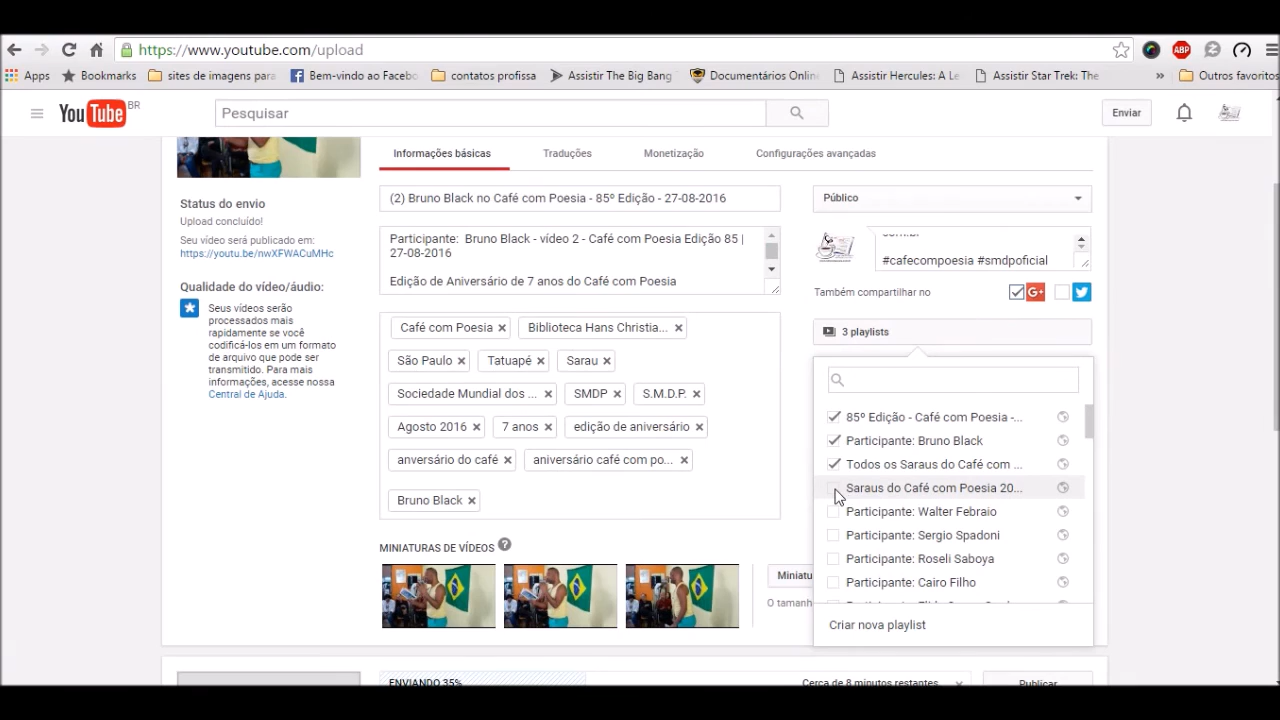 https://www.youtube.com/upload
ABP
Apps
Bookmarks
sites de imagens para
Bem-vindo ao Facebo
contatos profissa
Assistir The Big Bang
Documentários Onlin
Assistir Hercules: A Le
Assistir Star Trek: The
»
Outros favoritos
YouTube BR
Pesquisar
Enviar
Informações básicas
Traduções
Monetização
Configurações avançadas
Status do envio
Upload concluído!
Seu vídeo será publicado em:
https://youtu.be/nwXFWACuMHc
Qualidade do vídeo/áudio:
Seus vídeos serão
processados mais
rapidamente se você
codificá-los em um formato
de arquivo que pode ser
transmitido. Para mais
informações, acesse nossa
Central de Ajuda.
(2) Bruno Black no Café com Poesia - 85º Edição - 27-08-2016
Participante: Bruno Black - vídeo 2 - Café com Poesia Edição 85 |
27-08-2016
Edição de Aniversário de 7 anos do Café com Poesia
Café com Poesia
Biblioteca Hans Christia...
São Paulo
Tatuapé
Sarau
Sociedade Mundial dos ...
SMDP
S.M.D.P.
Agosto 2016
7 anos
edição de aniversário
anversário do café
aniversário café com po...
Bruno Black
MINIATURAS DE VÍDEOS ?
Público
com.br
#cafecompoesia #smdpoficial
Também compartilhar no
G+
3 playlists
85º Edição - Café com Poesia -...
Participante: Bruno Black
Todos os Saraus do Café com ...
Saraus do Café com Poesia 20...
Participante: Walter Febraio
Participante: Sergio Spadoni
Participante: Roseli Saboya
Participante: Cairo Filho
Criar nova playlist
Miniatu
O tamanh
ENVIANDO 35%
Cerca de 8 minutos restantes.
Publicar